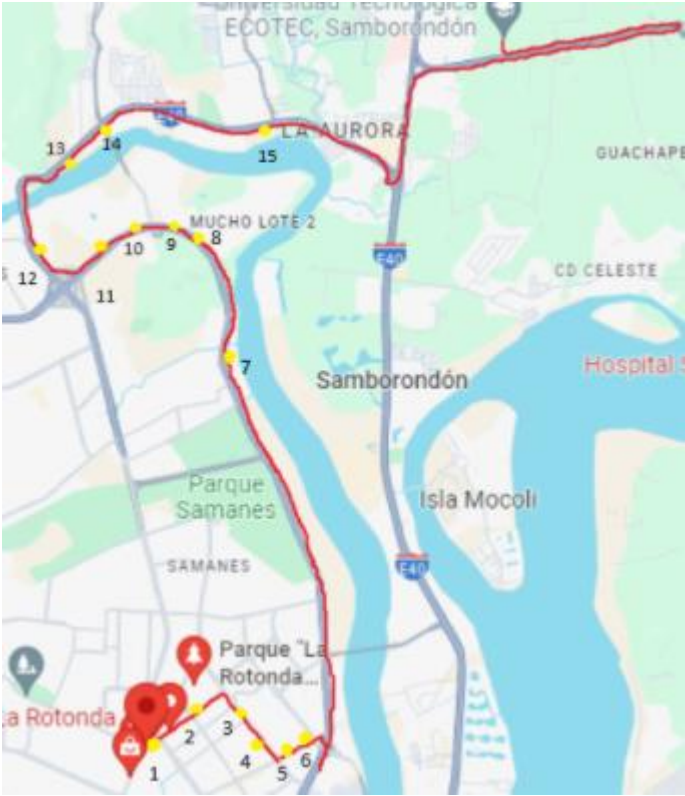 Universidad Tecnológica
ECOTEC, Samborondón
E40
LA AURORA
13
14
15
GUACHAPE
MUCHO LOTE 2
10
9
8
12
11
E40
CD CELESTE
7
Hospital S
Samborondón
Parque
Samanes
Isla Mocoli
SAMANES
E40
Parque "La
Rotonda...
a Rotonda
2
3
4
5
6
1